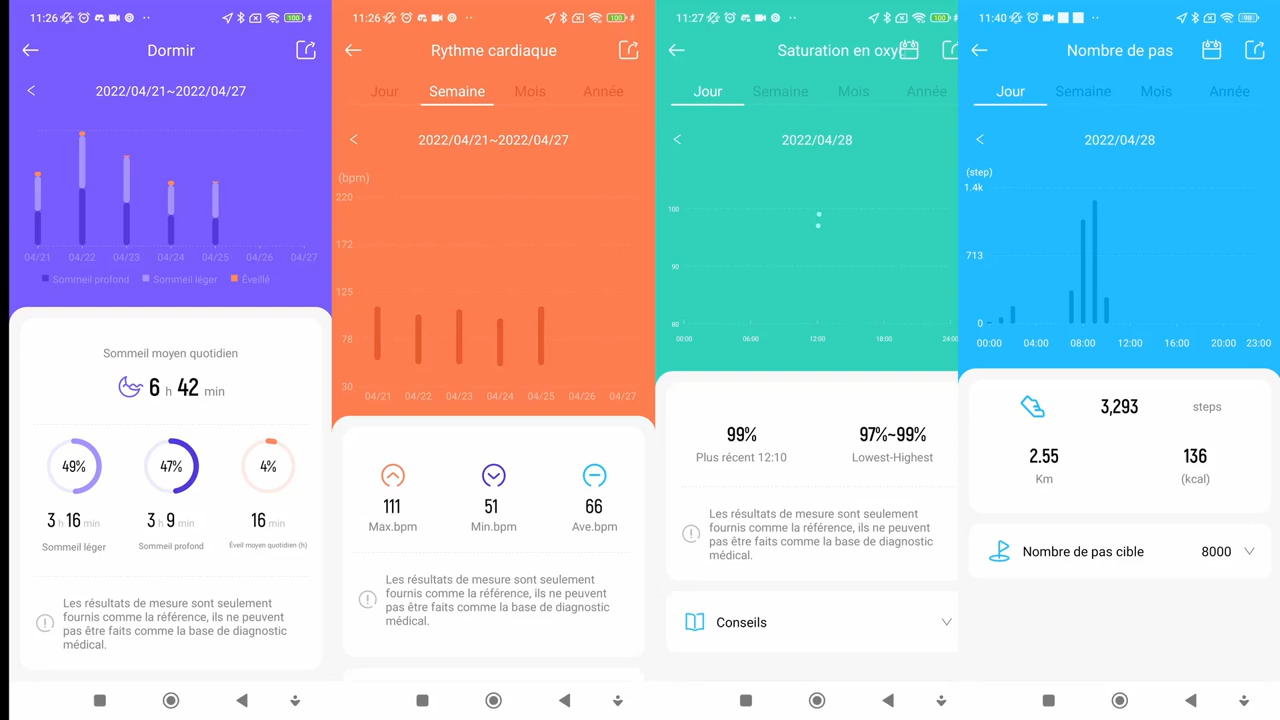 11:26
100
Dormir
2022/04/21~2022/04/27
04/21
04/22
04/23
04/24
04/25
04/26
04/27
Sommeil profond
Sommeil léger
Éveillé
Sommeil moyen quotidien
6 h 42 min
49%
47%
4%
3 h 16 min
3 h 9 min
16 min
Sommeil léger
Sommeil profond
Éveil moyen quotidien (h)
Les résultats de mesure sont seulement
fournis comme la référence, ils ne peuvent
pas être faits comme la base de diagnostic
médical.
11:26
100
Rythme cardiaque
Jour
Semaine
Mois
Année
2022/04/21~2022/04/27
(bpm)
220
172
125
78
30
04/21
04/22
04/23
04/24
04/25
04/26
04/27
111
51
66
Max.bpm
Min.bpm
Ave.bpm
Les résultats de mesure sont seulement
fournis comme la référence, ils ne peuvent
pas être faits comme la base de diagnostic
médical.
11:27
100
Saturation en oxy
Jour
Semaine
Mois
Année
2022/04/28
100
90
80
00:00
06:00
12:00
18:00
24:00
99%
97%~99%
Plus récent 12:10
Lowest-Highest
Les résultats de mesure sont seulement
fournis comme la référence, ils ne peuvent
pas être faits comme la base de diagnostic
médical.
Conseils
11:40
98
Nombre de pas
Jour
Semaine
Mois
Année
2022/04/28
(step)
1.4k
713
0
00:00
04:00
08:00
12:00
16:00
20:00
23:00
3,293
steps
2.55
136
Km
(kcal)
Nombre de pas cible
8000